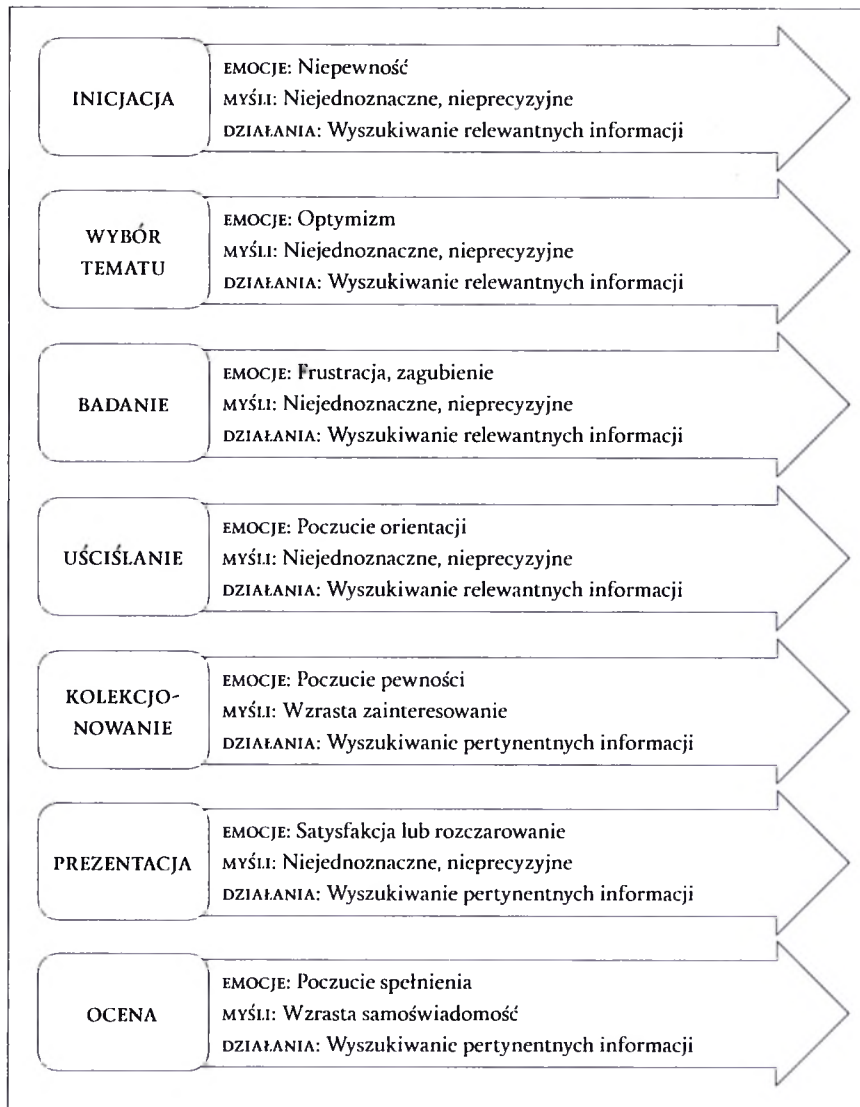 INICJACJA
EMOCJE: Niepewność
MYŚLI: Niejednoznaczne, nieprecyzyjne
DZIAŁANIA: Wyszukiwanie relewantnych informacji
WYBÓR
TEMATU
EMOCJE: Optymizm
MYŚLI: Niejednoznaczne, nieprecyzyjne
DZIAŁANIA: Wyszukiwanie relewantnych informacji
BADANIE
EMOCJE: Frustracja, zagubienie
MYŚLI: Niejednoznaczne, nieprecyzyjne
DZIAŁANIA: Wyszukiwanie relewantnych informacji
UŚCIŚLANIE
EMOCJE: Poczucie orientacji
MYŚLI: Niejednoznaczne, nieprecyzyjne
DZIAŁANIA: Wyszukiwanie relewantnych informacji
KOLEKCJO-
NOWANIE
EMOCJE: Poczucie pewności
MYŚLI: Wzrasta zainteresowanie
DZIAŁANIA: Wyszukiwanie pertynentnych informacji
PREZENTACJA
EMOCJE: Satysfakcja lub rozczarowanie
MYŚLI: Niejednoznaczne, nieprecyzyjne
DZIAŁANIA: Wyszukiwanie pertynentnych informacji
OCENA
EMOCJE: Poczucie spełnienia
MYŚLI: Wzrasta samoświadomość
DZIAŁANIA: Wyszukiwanie pertynentnych informacji